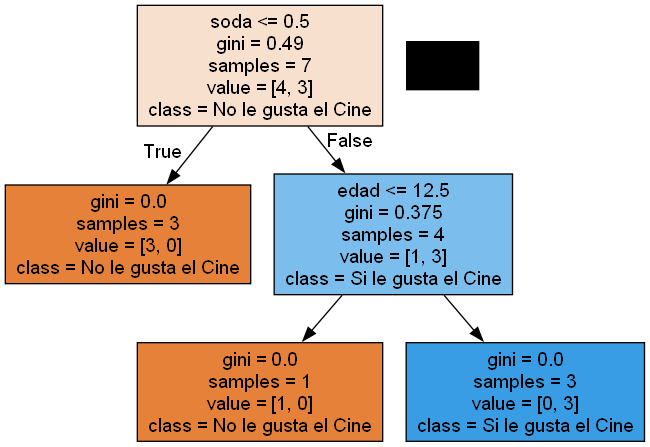 soda <= 0.5
gini = 0.49
samples = 7
value = [4, 3]
class = No le gusta el Cine
True
False
gini = 0.0
samples = 3
value = [3, 0]
class = No le gusta el Cine
edad <= 12.5
gini = 0.375
samples = 4
value = [1, 3]
class = Si le gusta el Cine
gini = 0.0
samples = 1
value = [1, 0]
class = No le gusta el Cine
gini = 0.0
samples = 3
value = [0, 3]
class = Si le gusta el Cine